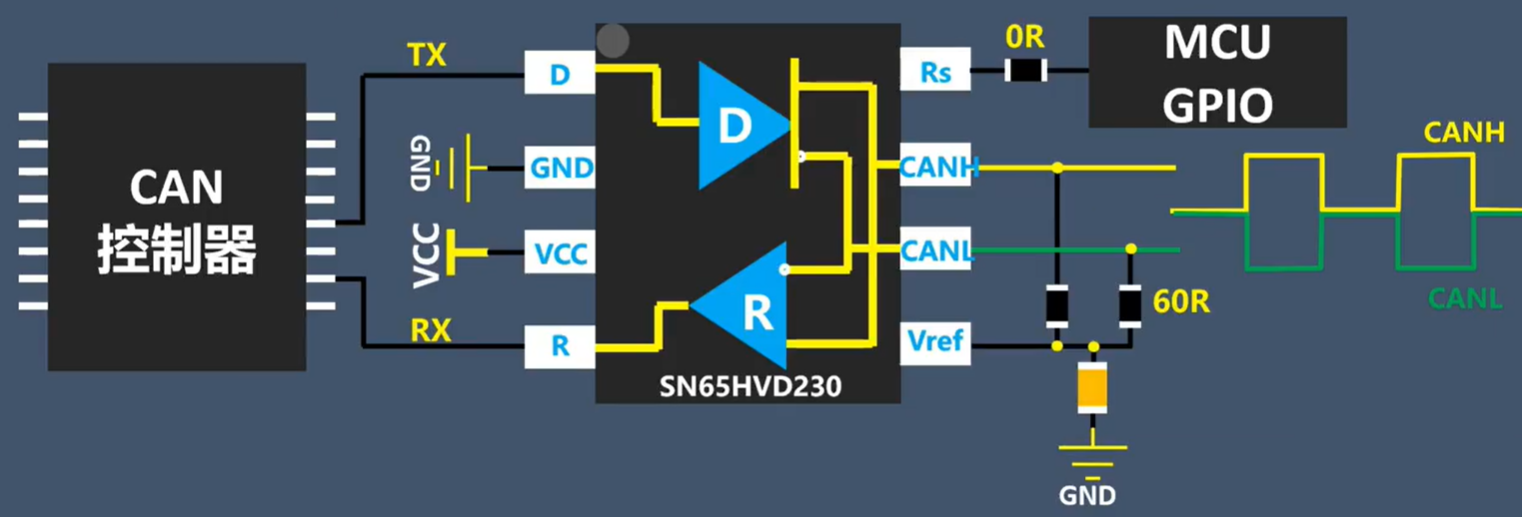 CAN
控制器
TX
RX
GND
VCC
D
GND
VCC
R
D
R
SN65HVD230
Rs
CANH
CANL
Vref
0R
MCU
GPIO
60R
GND
CANH
CANL